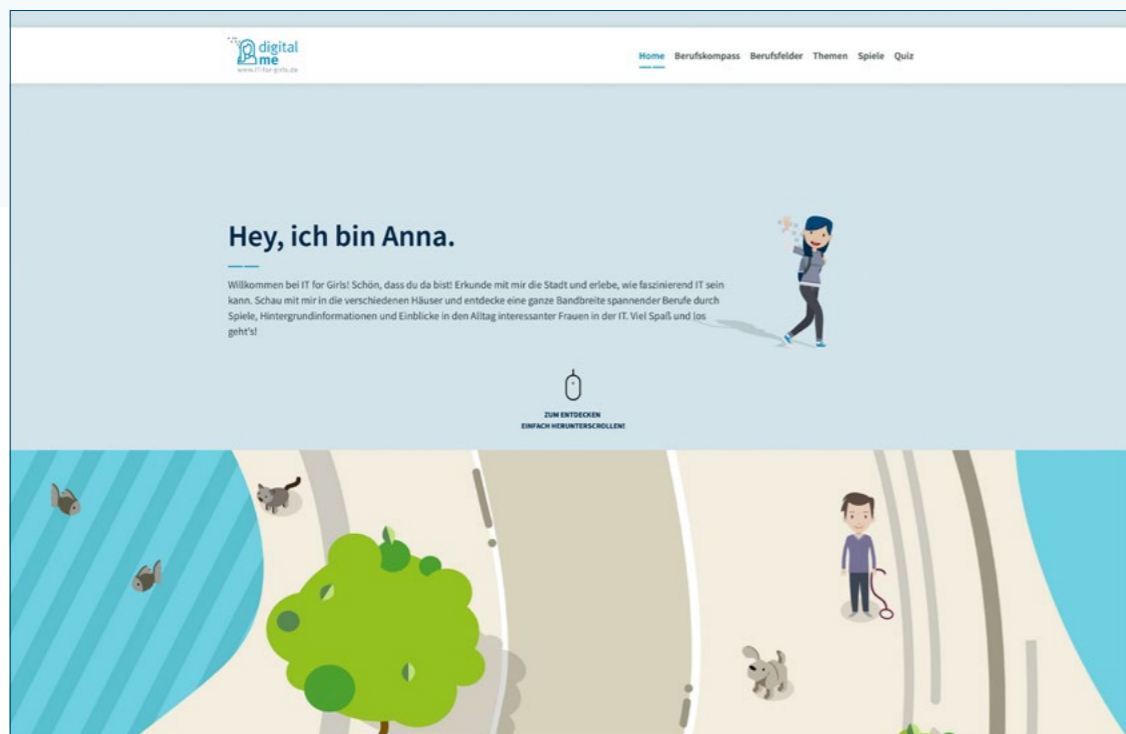 digital
me
www.IT-for-girls.de
Home Berufskompass Berufsfelder Themen Spiele Quiz
Hey, ich bin Anna.
Willkommen bei IT for Girls! Schön, dass du da bist! Erkunde mit mir die Stadt und erlebe, wie faszinierend IT sein
kann. Schau mit mir in die verschiedenen Häuser und entdecke eine ganze Bandbreite spannender Berufe durch
Spiele, Hintergrundinformationen und Einblicke in den Alltag interessanter Frauen in der IT. Viel Spaß und los
geht's!
ZUM ENTDECKEN
EINFACH HERUNTERSCROLLEN!